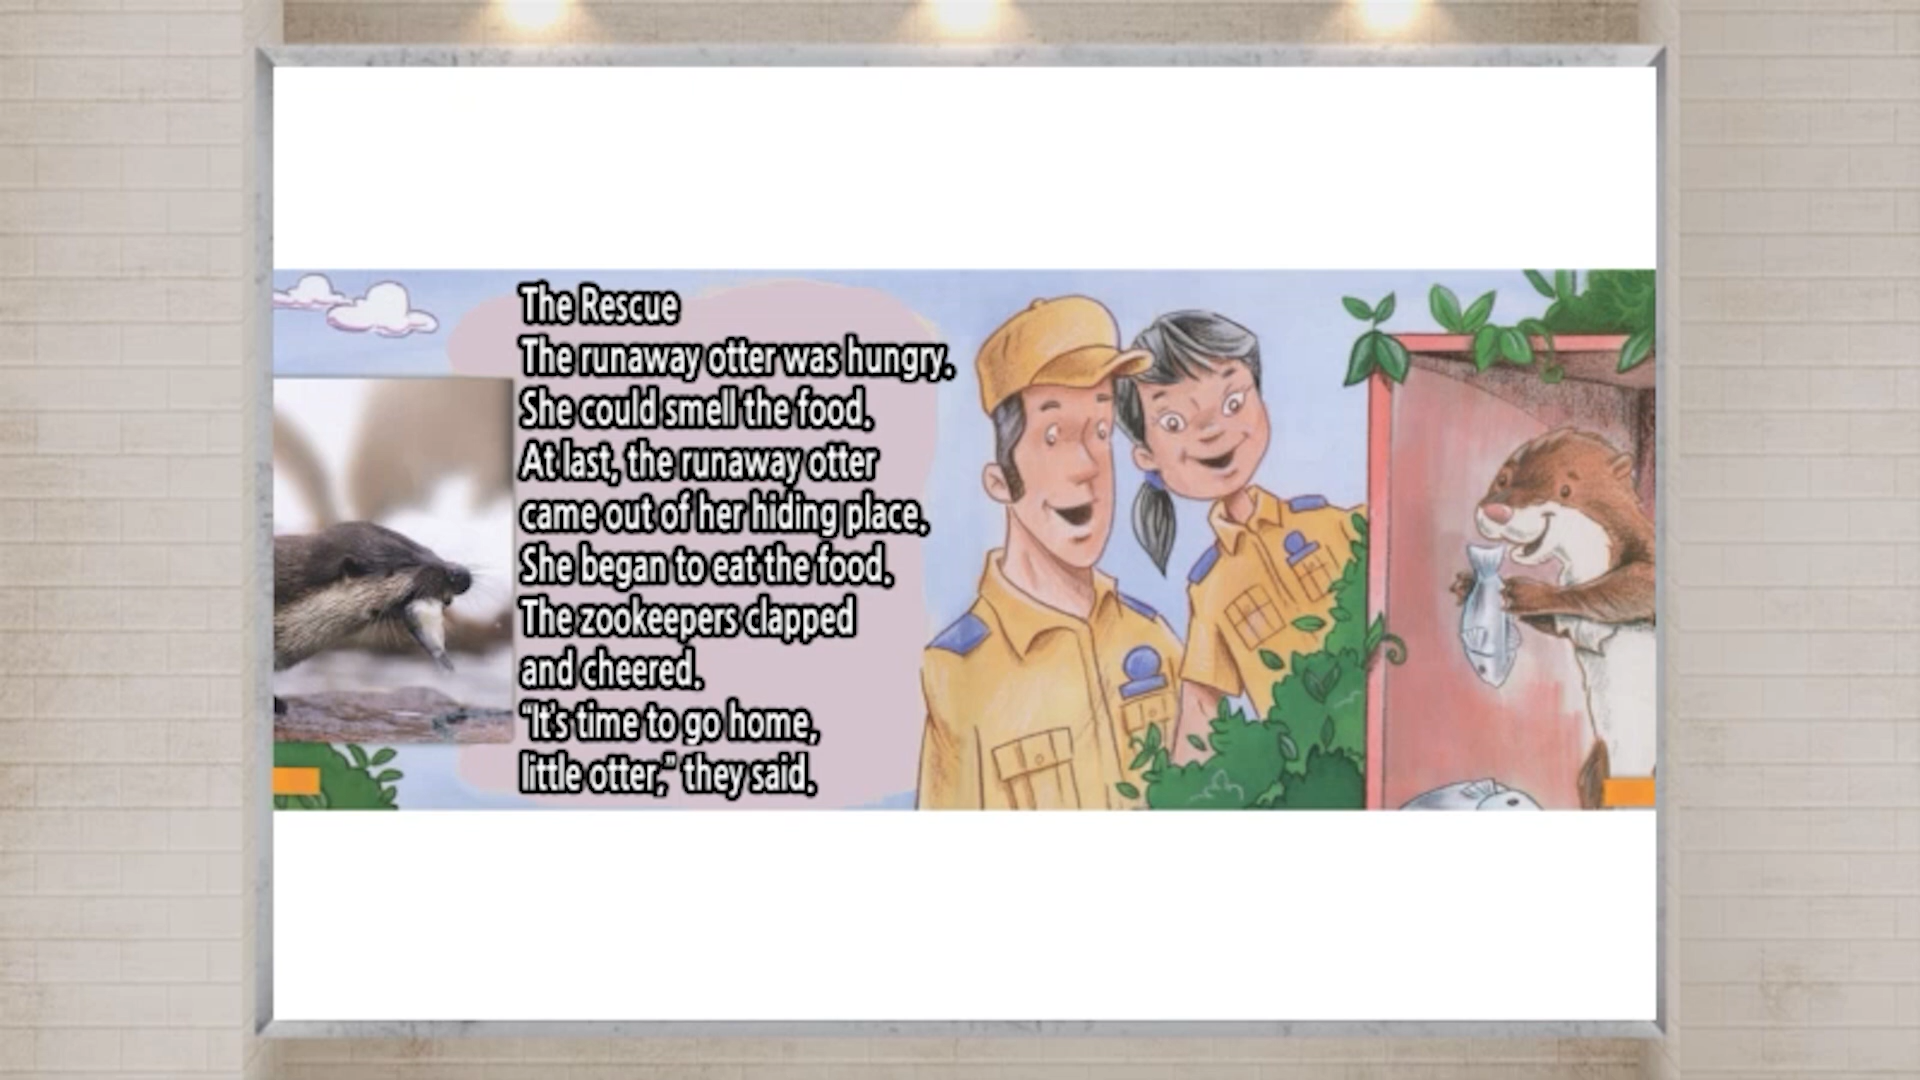 The Rescue
The runaway otter was hungry.
She could smell the food.
At last, the runaway otter
came out of her hiding place.
She began to eat the food.
The zookeepers clapped
and cheered.
“It's time to go home,
little otter,” they said.